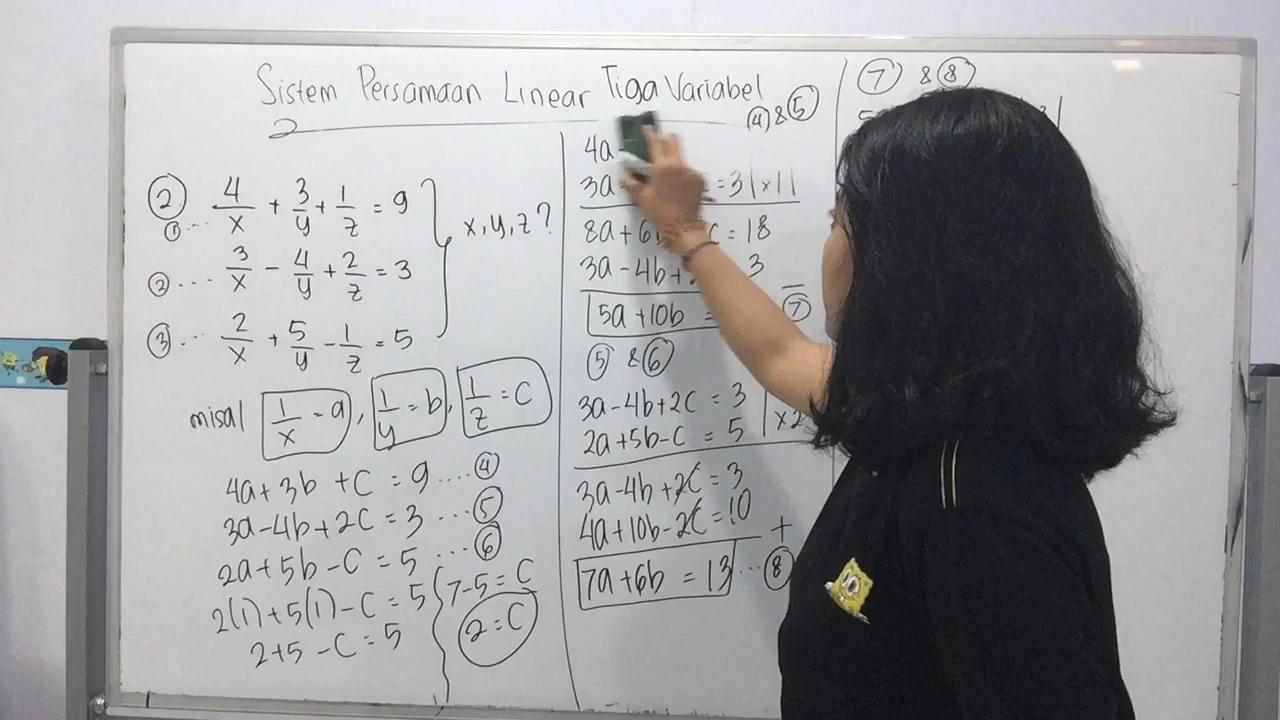 Sistem Persamaan Linear Tiga Variabel
② 
① ... 4/x + 3/y + 1/z = 9
② ... 3/x - 4/y + 2/z = 3
③ ... 2/x + 5/y - 1/z = 5
x, y, z ?
misal 1/x = a, 1/y = b, 1/z = C
4a + 3b + C = 9 .... ④
3a - 4b + 2C = 3 ... ⑤
2a + 5b - C = 5 ... ⑥
2(1) + 5(1) - C = 5
2 + 5 - C = 5
7 - 5 = C
2 = C
④ & ⑤
4a
3a = 3 | x1 |
8a + 6b C = 18
3a - 4b + 3
−
5a + 10b = ⑦
⑤ & ⑥
3a - 4b + 2C = 3
2a + 5b - C = 5 | x2
3a - 4b + 2C = 3
4a + 10b - 2C = 10
+
7a + 6b = 13 ... ⑧
⑦ & ⑧